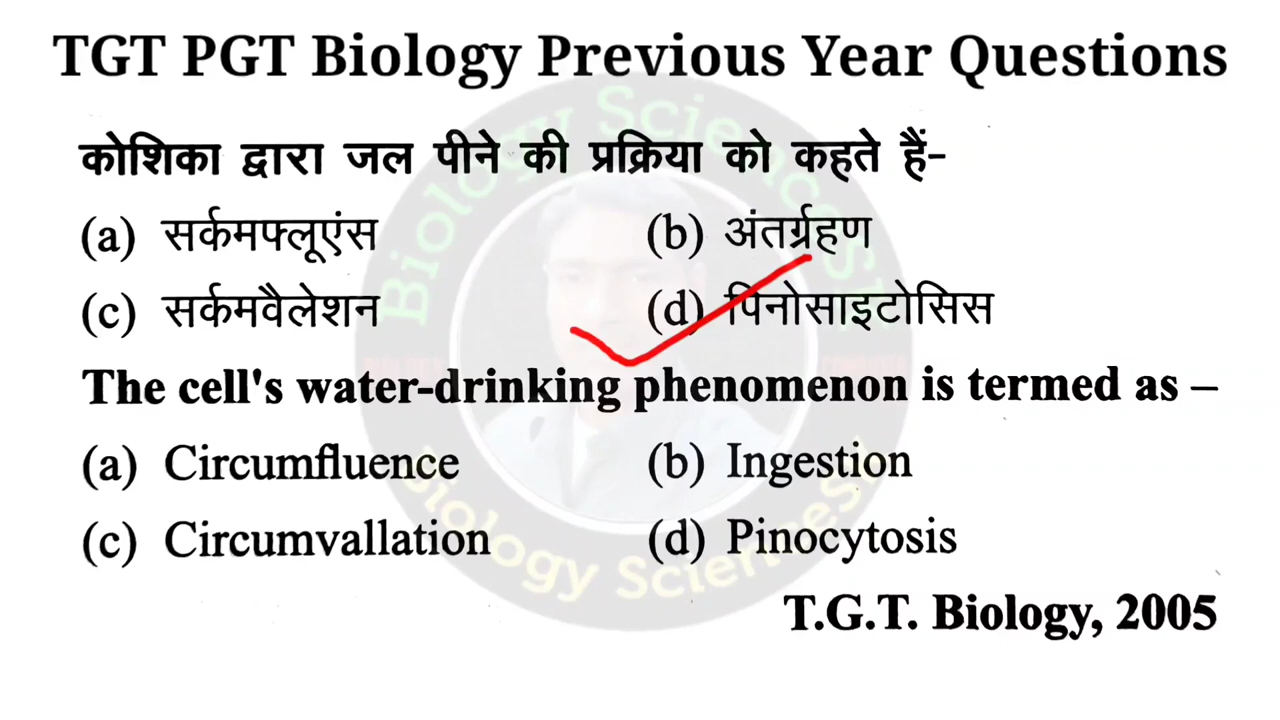 TGT PGT Biology Previous Year Questions
कोशिका द्वारा जल पीने की प्रक्रिया को कहते हैं-
(a) सर्कमफ्लूएंस (b) अंतर्ग्रहण
(c) सर्कमवैलेशन (d) पिनोसाइटोसिस
The cell's water-drinking phenomenon is termed as –
(a) Circumfluence (b) Ingestion
(c) Circumvallation (d) Pinocytosis
T.G.T. Biology, 2005